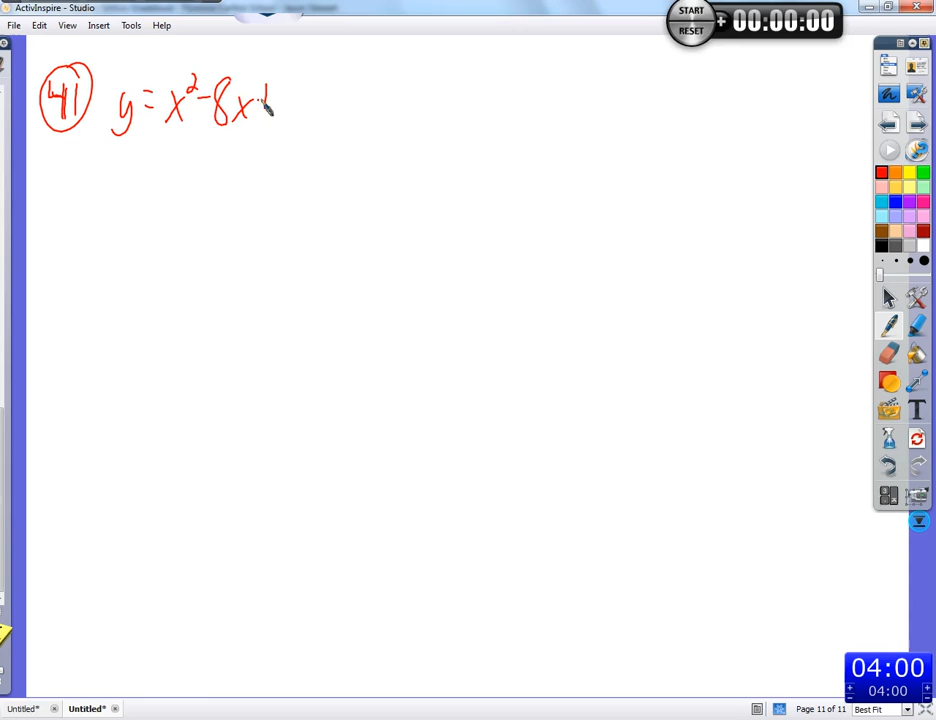 ActivInspire - Studio
START
RESET
00:00:00
File Edit View Insert Tools Help
41 y = x² - 8x +
T
04:00
04:00
Untitled* Untitled* Page 11 of 11 Best Fit